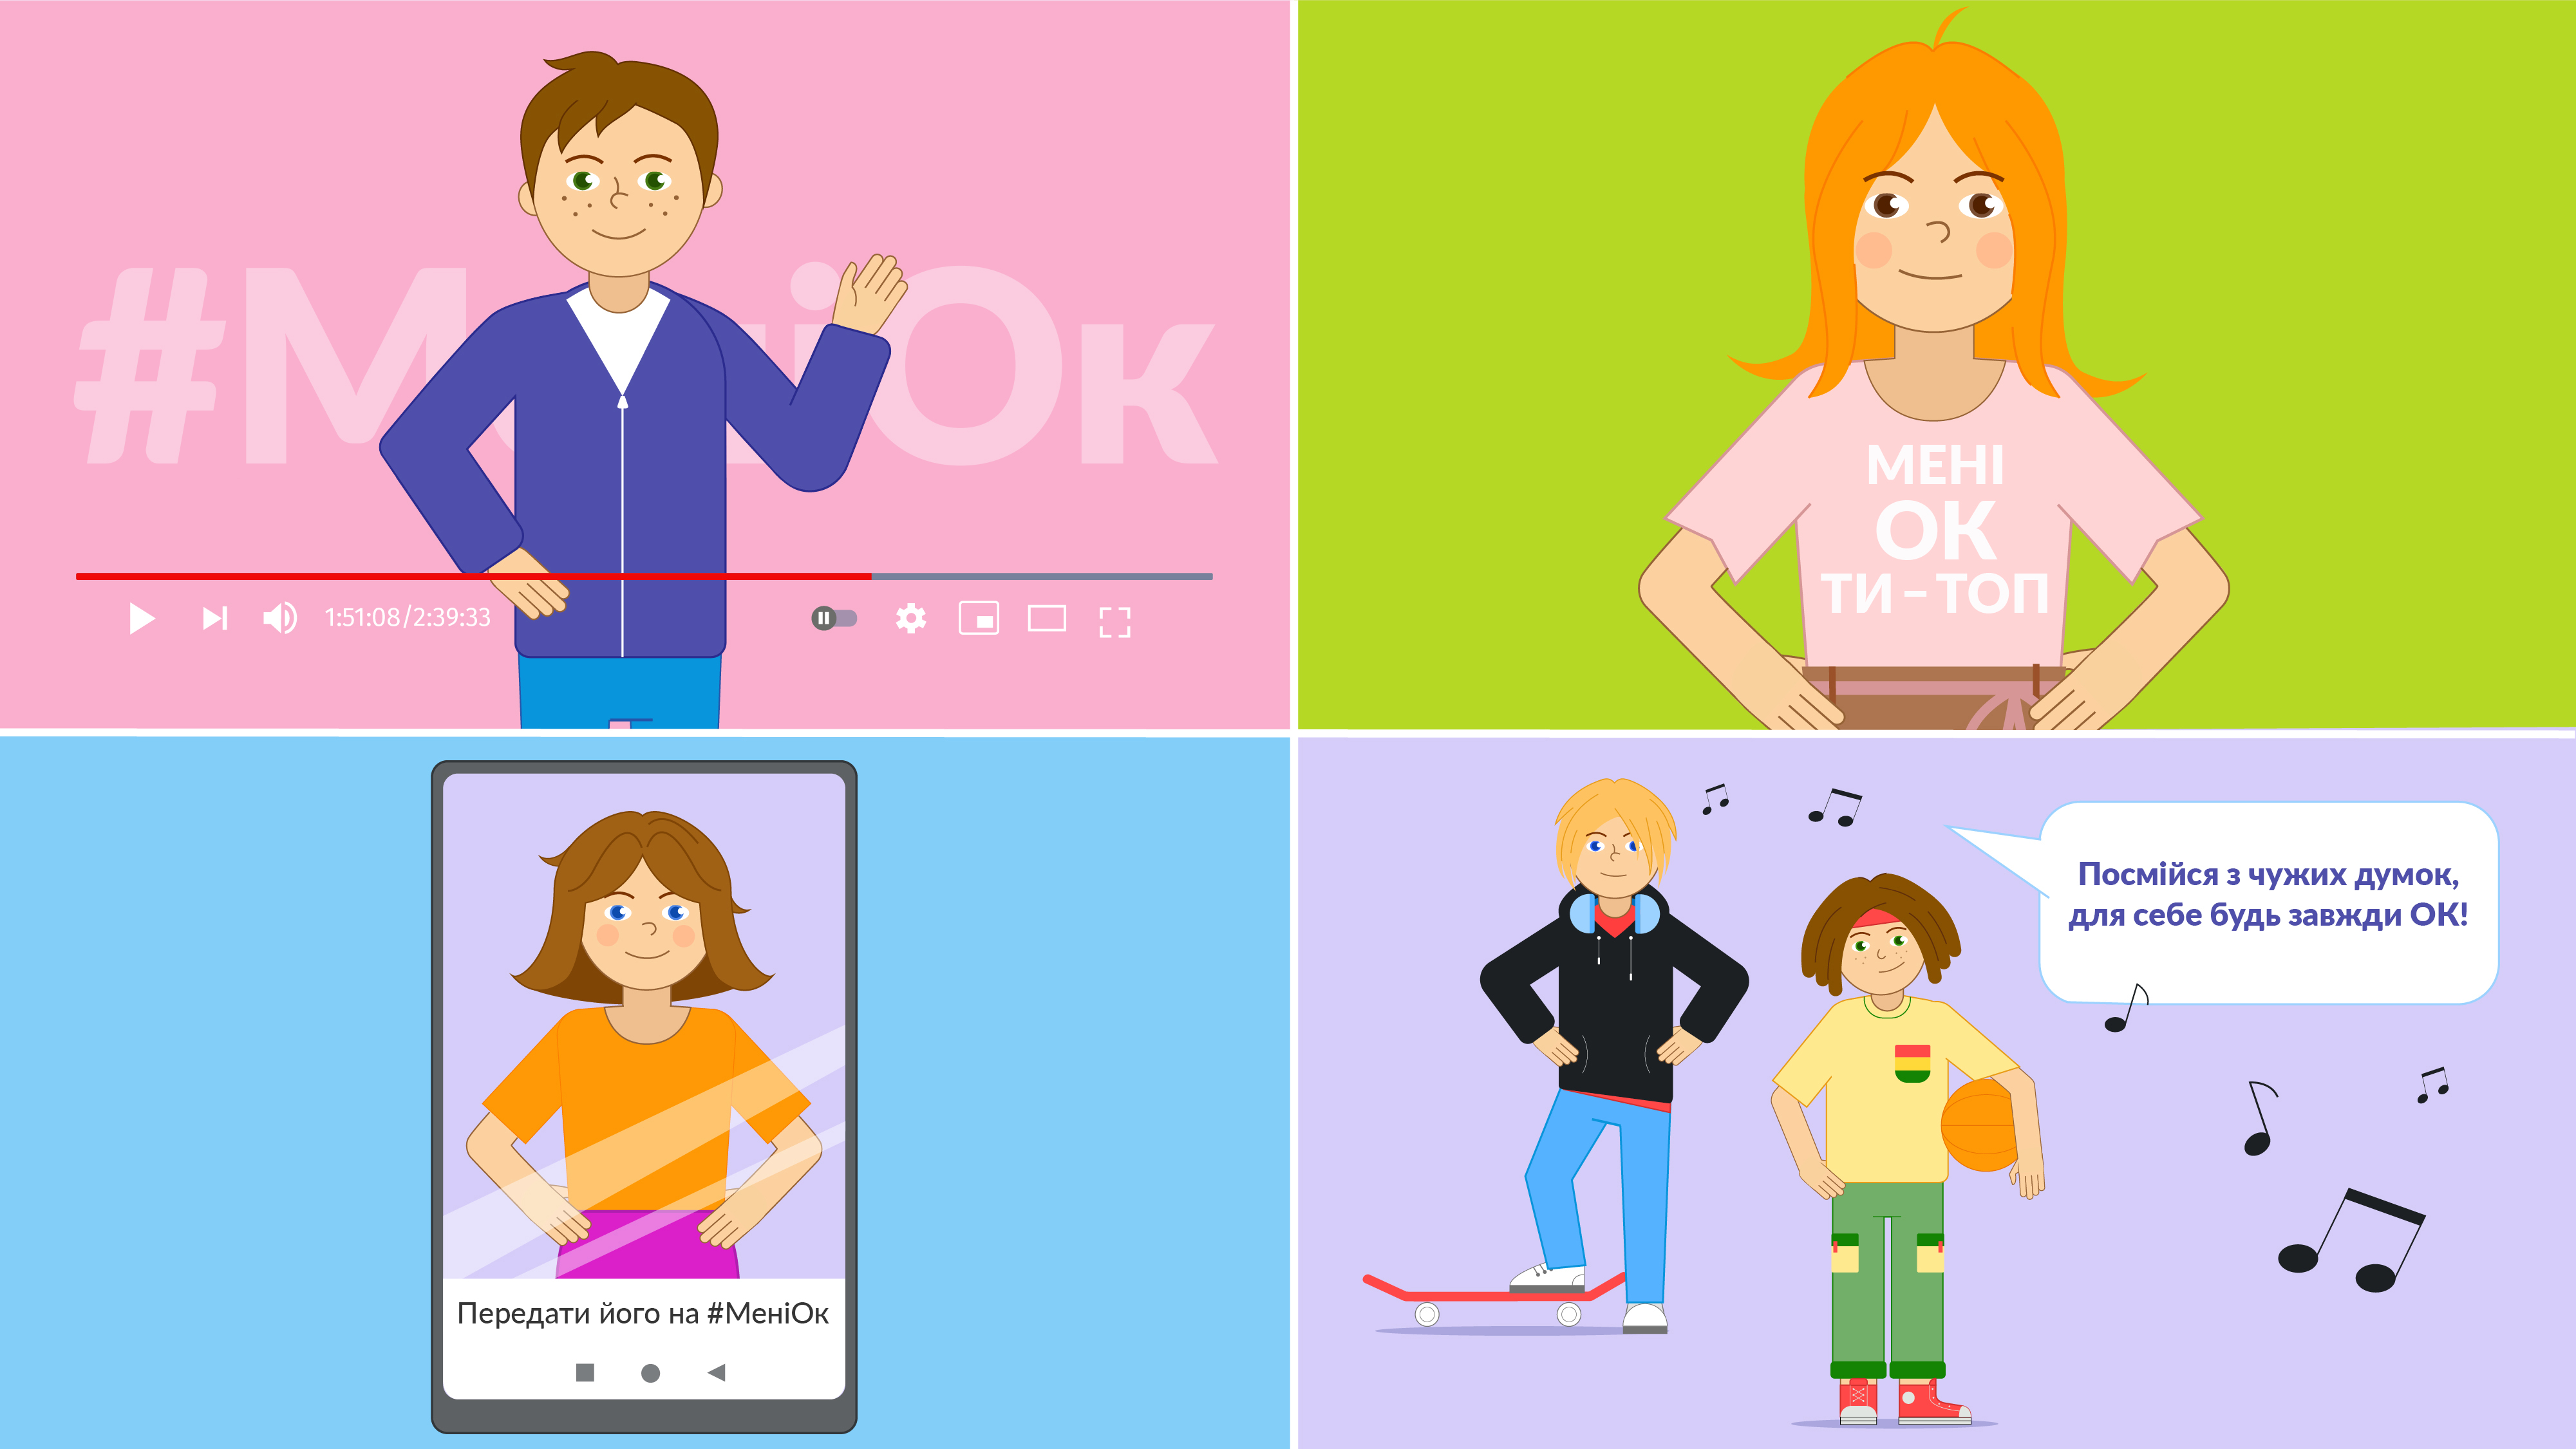 #МеніОк
1:51:08/2:39:33
МЕНІ
ОК
ТИ – ТОП
Передати його на #МеніОк
Посмійся з чужих думок,
для себе будь завжди ОК!